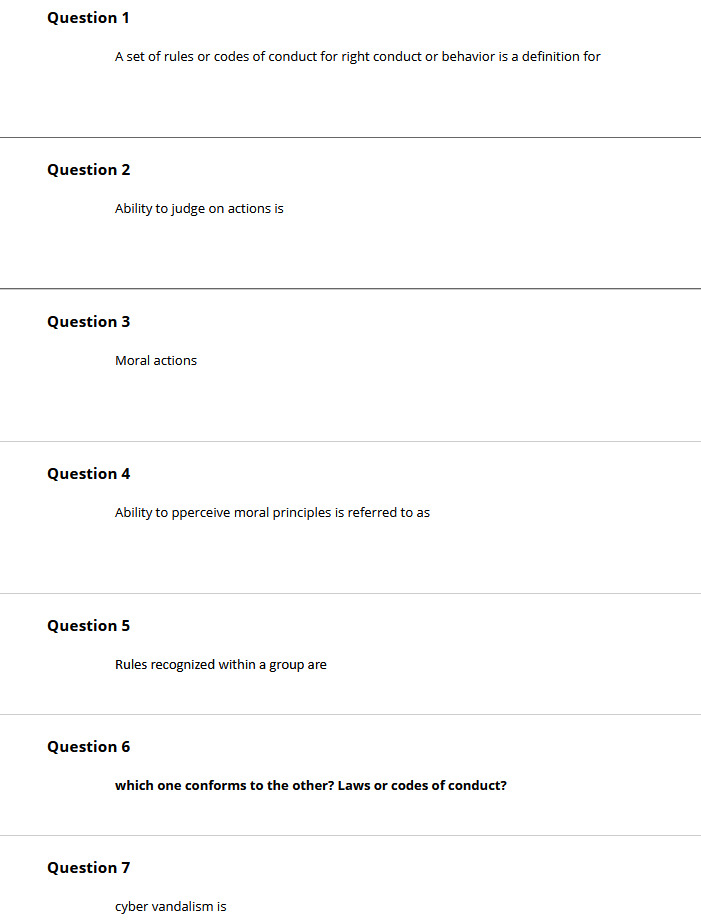 Question 1
A set of rules or codes of conduct for right conduct or behavior is a definition for
Question 2
Ability to judge on actions is
Question 3
Moral actions
Question 4
Ability to pperceive moral principles is referred to as
Question 5
Rules recognized within a group are
Question 6
which one conforms to the other? Laws or codes of conduct?
Question 7
cyber vandalism is